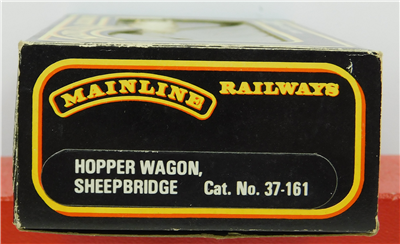 MAINLINE RAILWAYS
HOPPER WAGON,
SHEEPBRIDGE Cat. No. 37-161